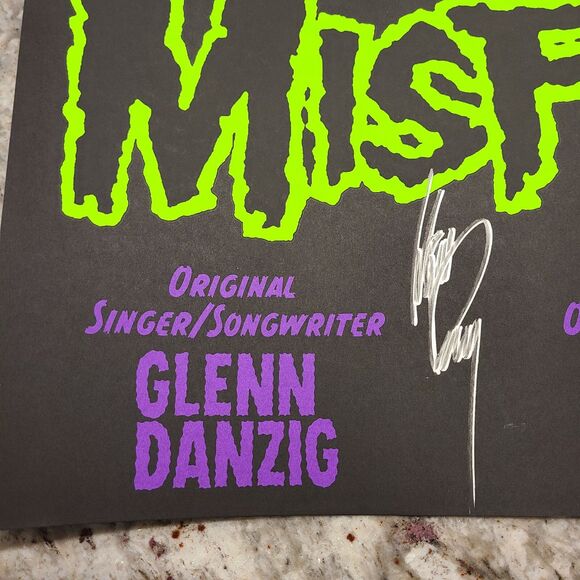 MISF
ORIGINAL
SINGER/SONGWRITER
GLENN
DANZIG